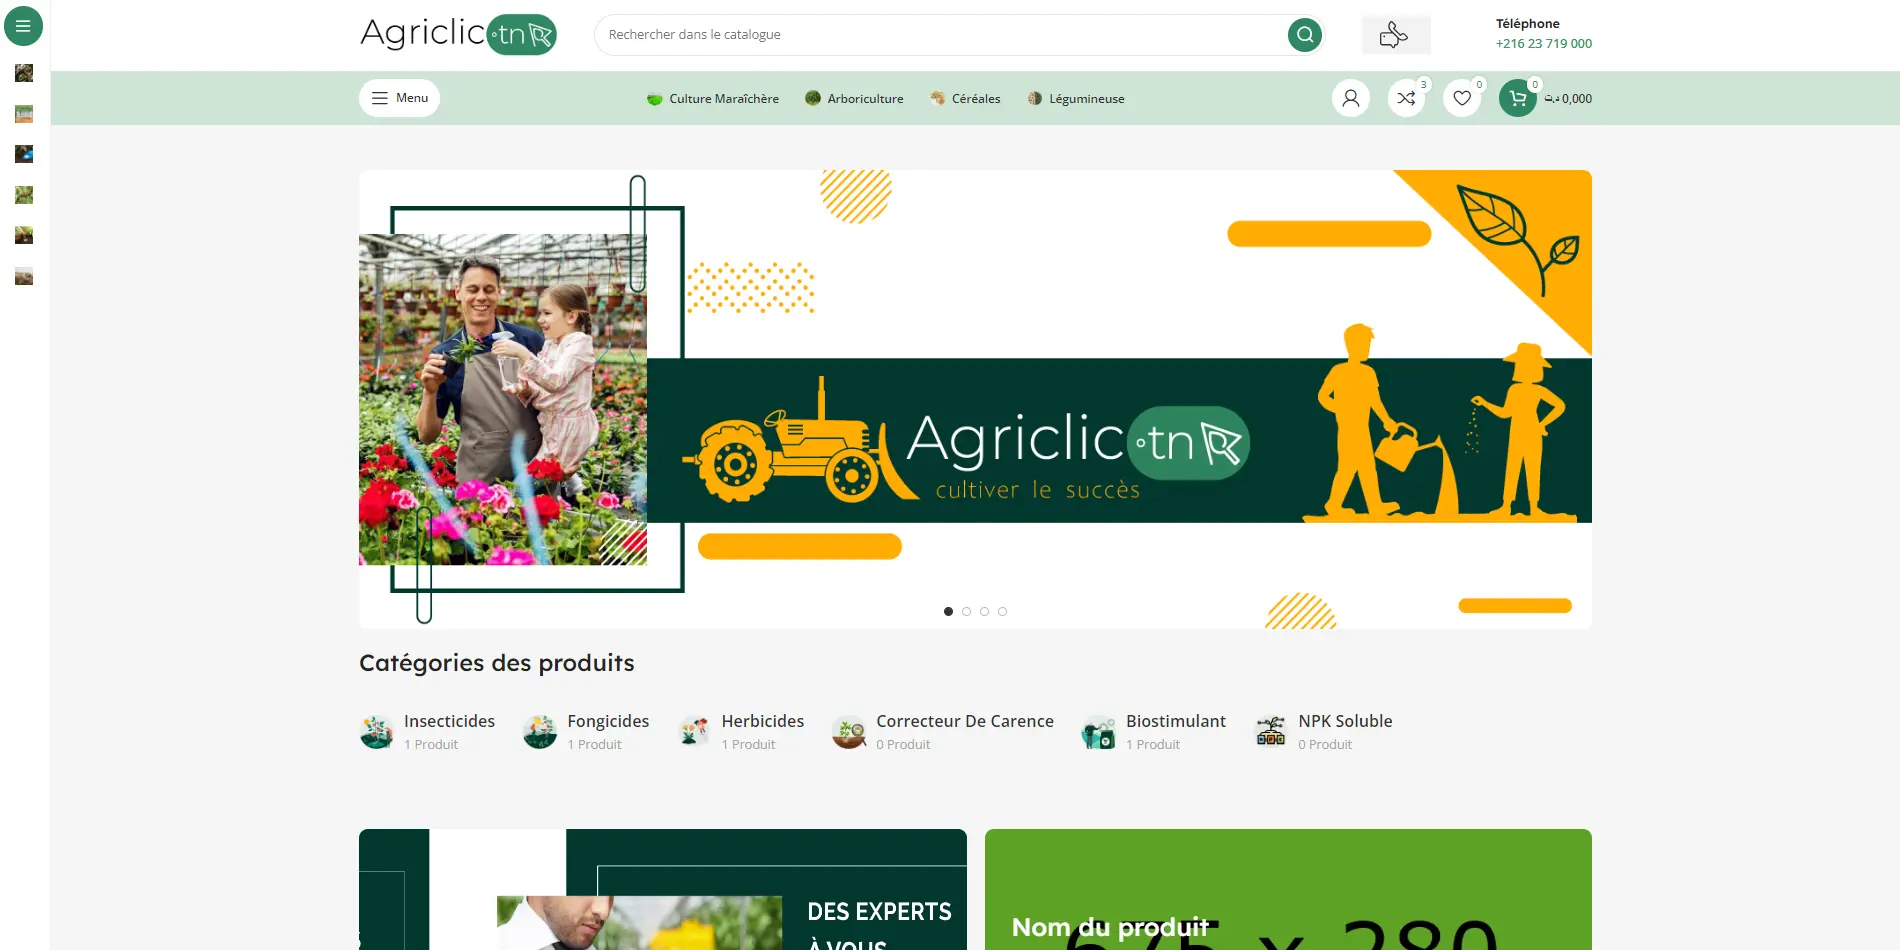 Agriclic.tn
Rechercher dans le catalogue
Téléphone
+216 23 719 000
Menu
Culture Maraîchère
Arboriculture
Céréales
Légumineuse
3
0
0
د.ت 0,000
Agriclic.tn
cultiver le succès
Catégories des produits
Insecticides
1 Produit
Fongicides
1 Produit
Herbicides
1 Produit
Correcteur De Carence
0 Produit
Biostimulant
1 Produit
NPK Soluble
0 Produit
DES EXPERTS
À VOUS
Nom du produit
675 x 280